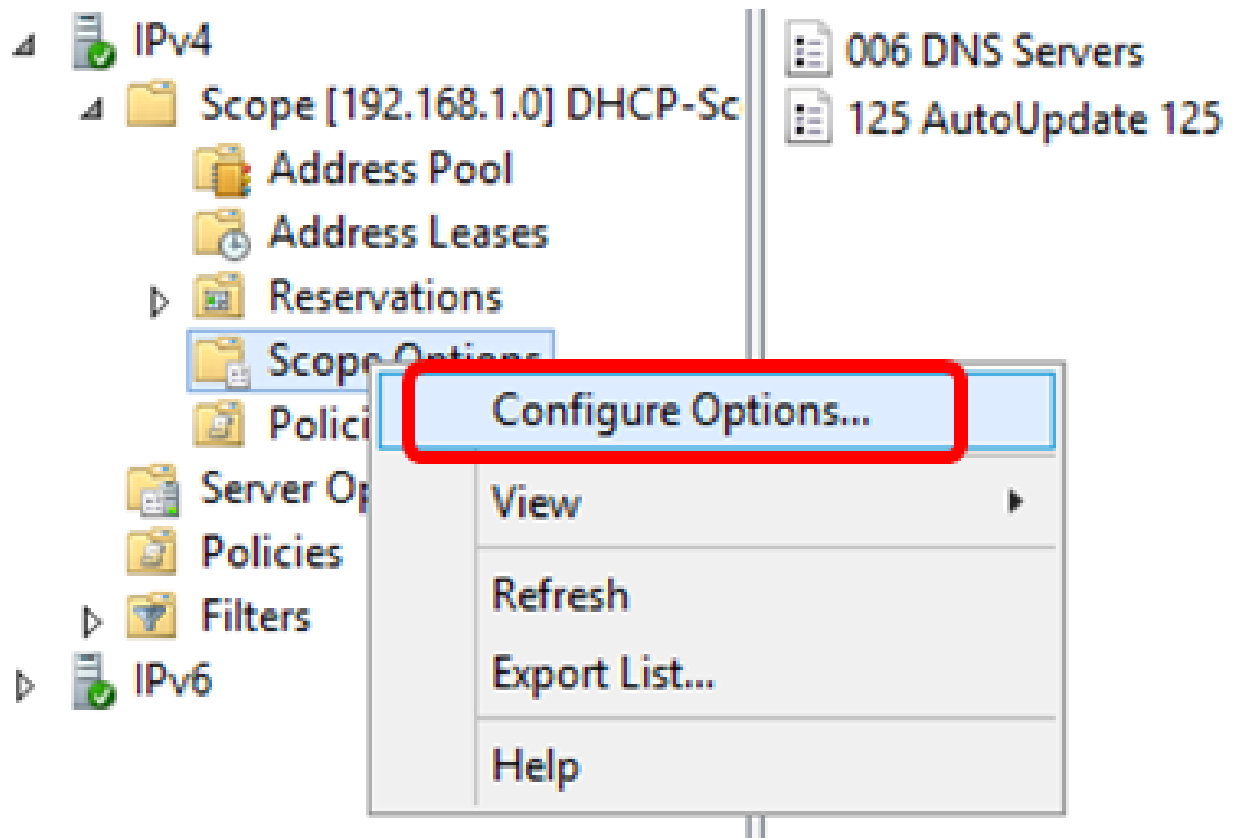 IPv4
Scope [192.168.1.0] DHCP-Sc
Address Pool
Address Leases
Reservations
Scope Options
Polici
Server Op
Policies
Filters
IPv6
006 DNS Servers
125 AutoUpdate 125
Configure Options...
View
Refresh
Export List...
Help